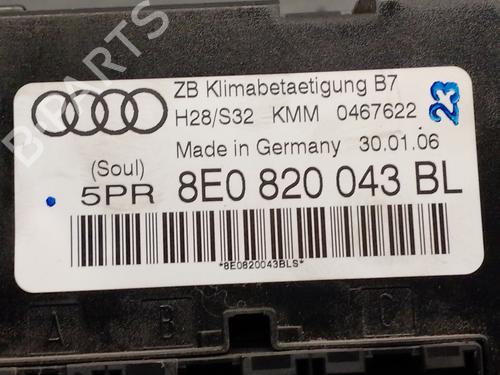 ZB Klimabetaetigung B7
H28/S32 KMM 0467622
23
Made in Germany 30.01.06
(Soul)
5PR 8E0 820 043 BL
*8E0820043BLS*
A B C
BPARTS